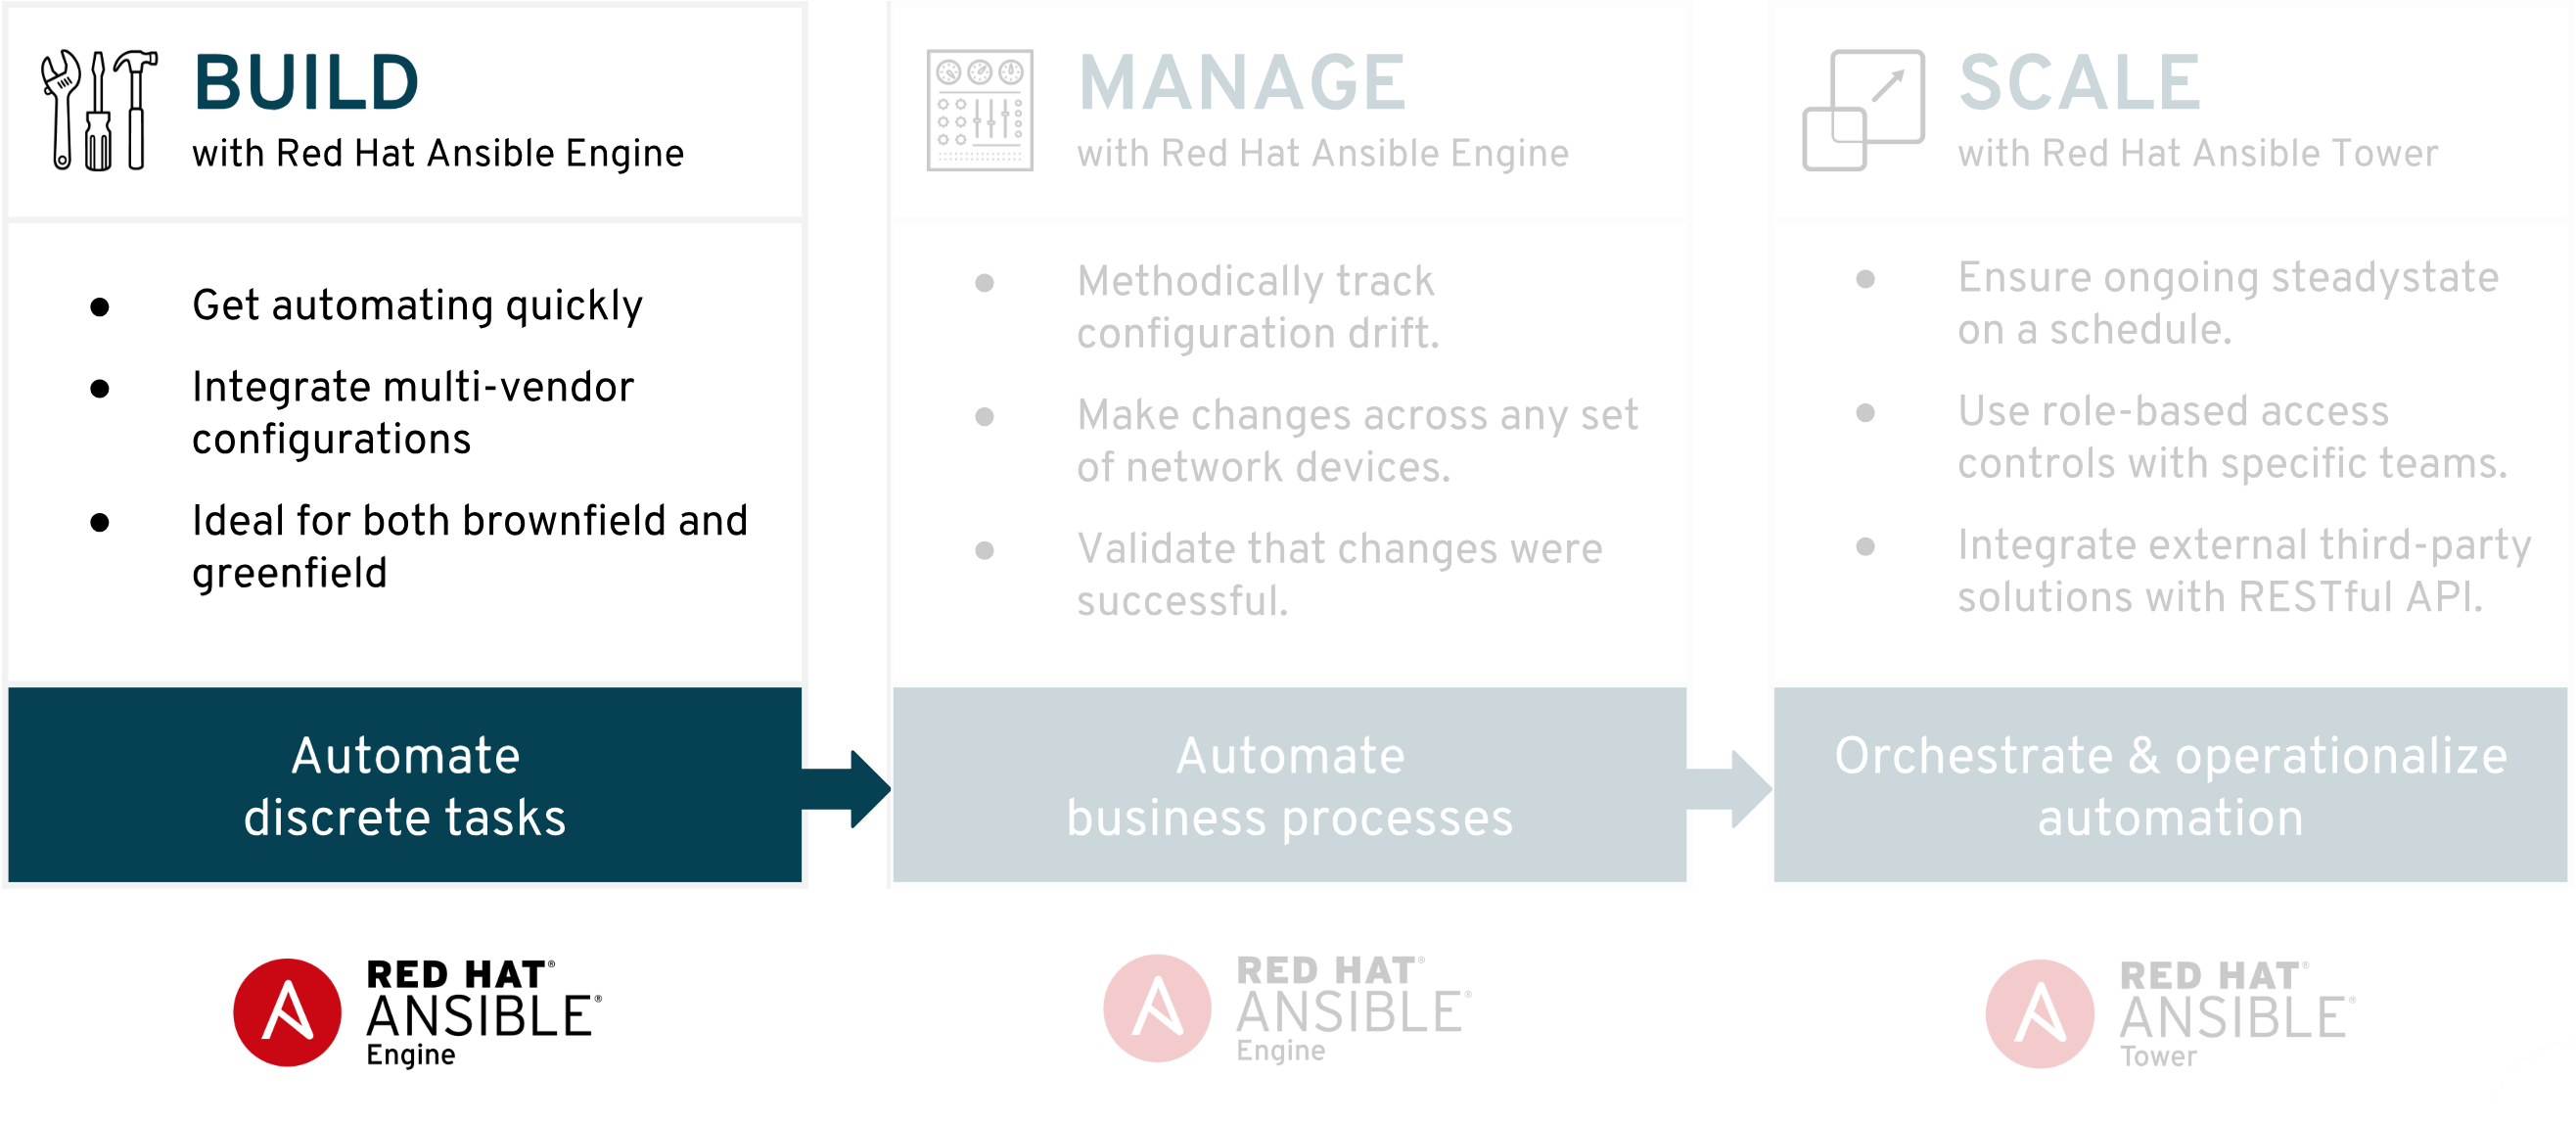 BUILD
with Red Hat Ansible Engine
● Get automating quickly
● Integrate multi-vendor
configurations
● Ideal for both brownfield and
greenfield
Automate
discrete tasks
RED HAT®
ANSIBLE®
Engine
MANAGE
with Red Hat Ansible Engine
● Methodically track
configuration drift.
● Make changes across any set
of network devices.
● Validate that changes were
successful.
Automate
business processes
RED HAT®
ANSIBLE®
Engine
SCALE
with Red Hat Ansible Tower
● Ensure ongoing steadystate
on a schedule.
● Use role-based access
controls with specific teams.
● Integrate external third-party
solutions with RESTful API.
Orchestrate & operationalize
automation
RED HAT®
ANSIBLE®
Tower